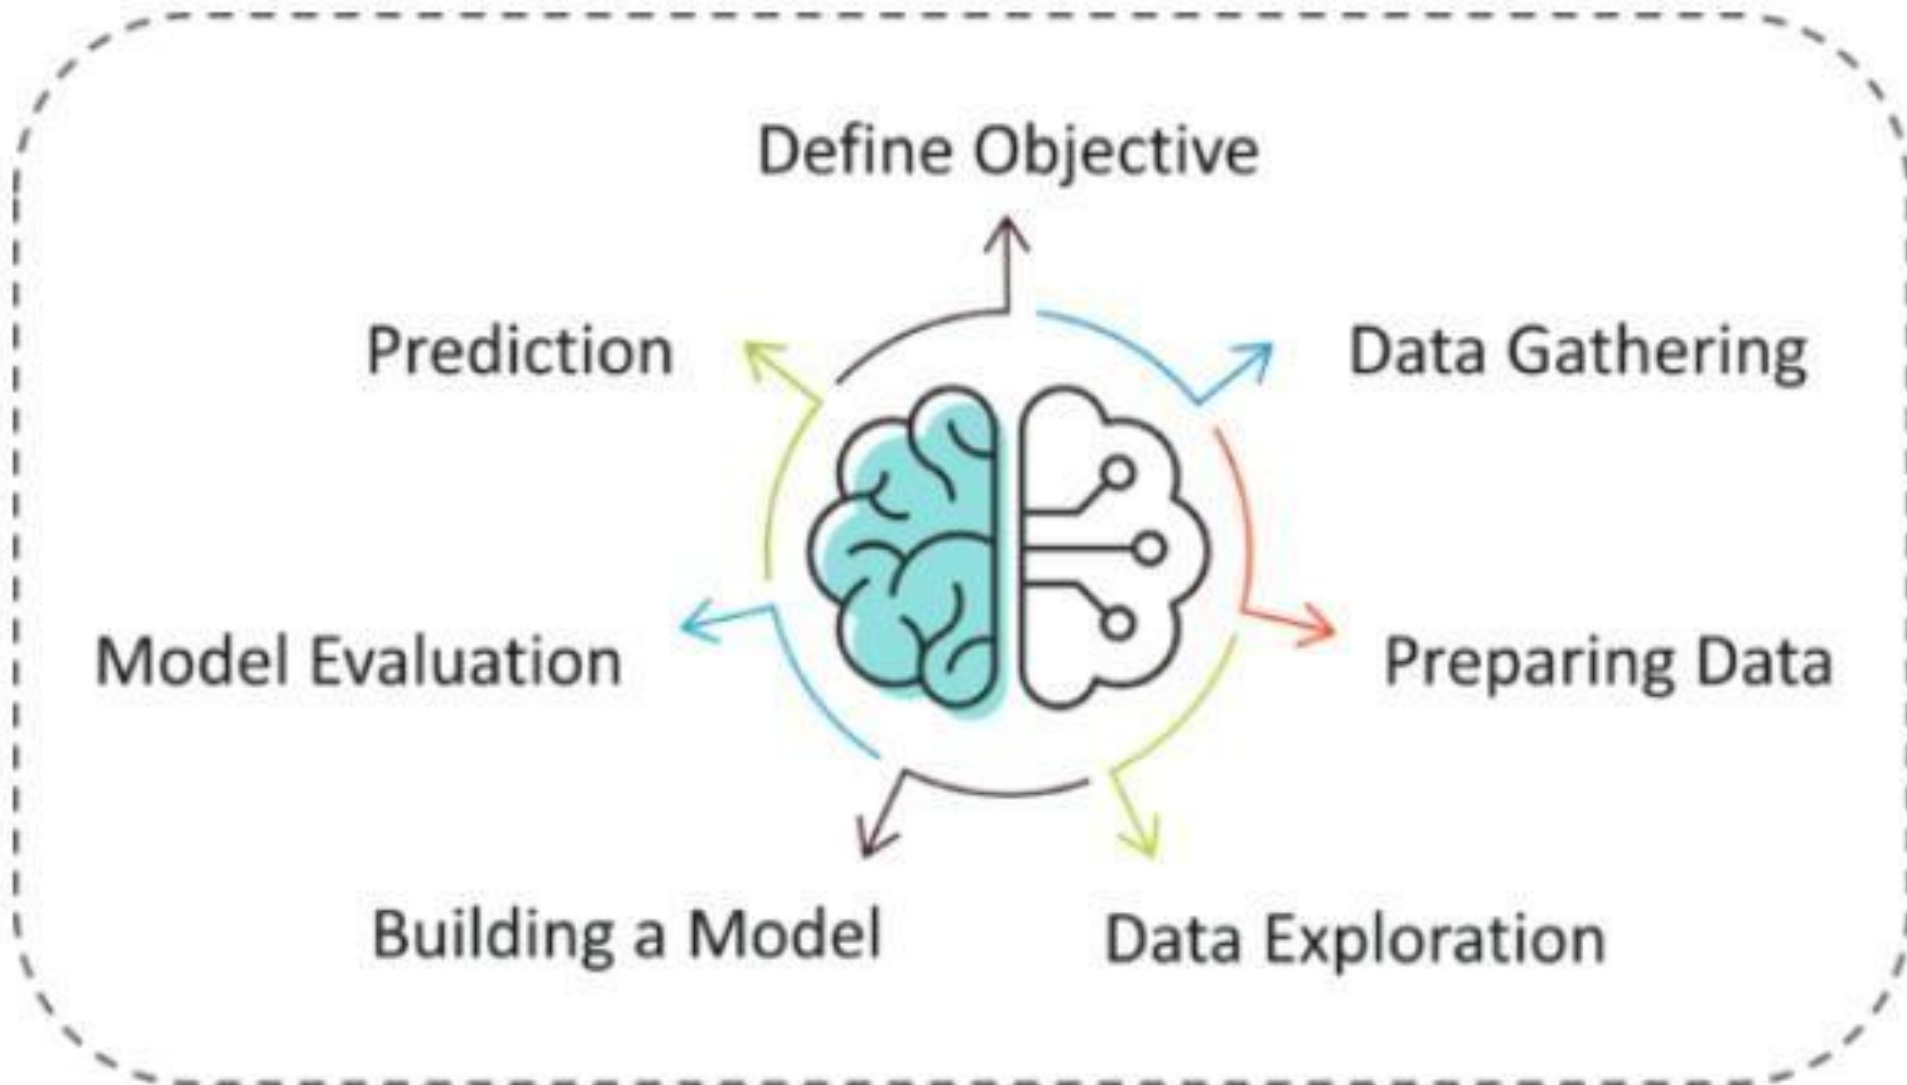 Define Objective
Data Gathering
Preparing Data
Data Exploration
Building a Model
Model Evaluation
Prediction